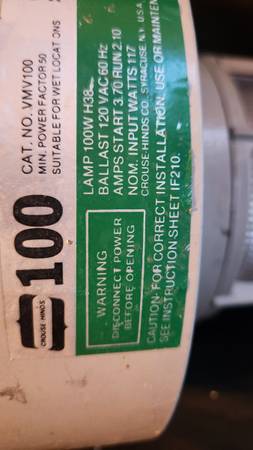 CROUSE-HINDS
100
CAT. NO. VMV100
MIN. POWER FACTOR 50
SUITABLE FOR WET LOCATIONS
WARNING
DISCONNECT POWER
BEFORE OPENING
LAMP 100W H38
BALLAST 120 VAC 60 Hz
AMPS START 3.70 RUN 2.10
NOM. INPUT WATTS 117
CROUSE-HINDS CO. SYRACUSE, N.Y. U.S.A.
CAUTION- FOR CORRECT INSTALLATION, USE OR MAINTEN
SEE INSTRUCTION SHEET IF210.